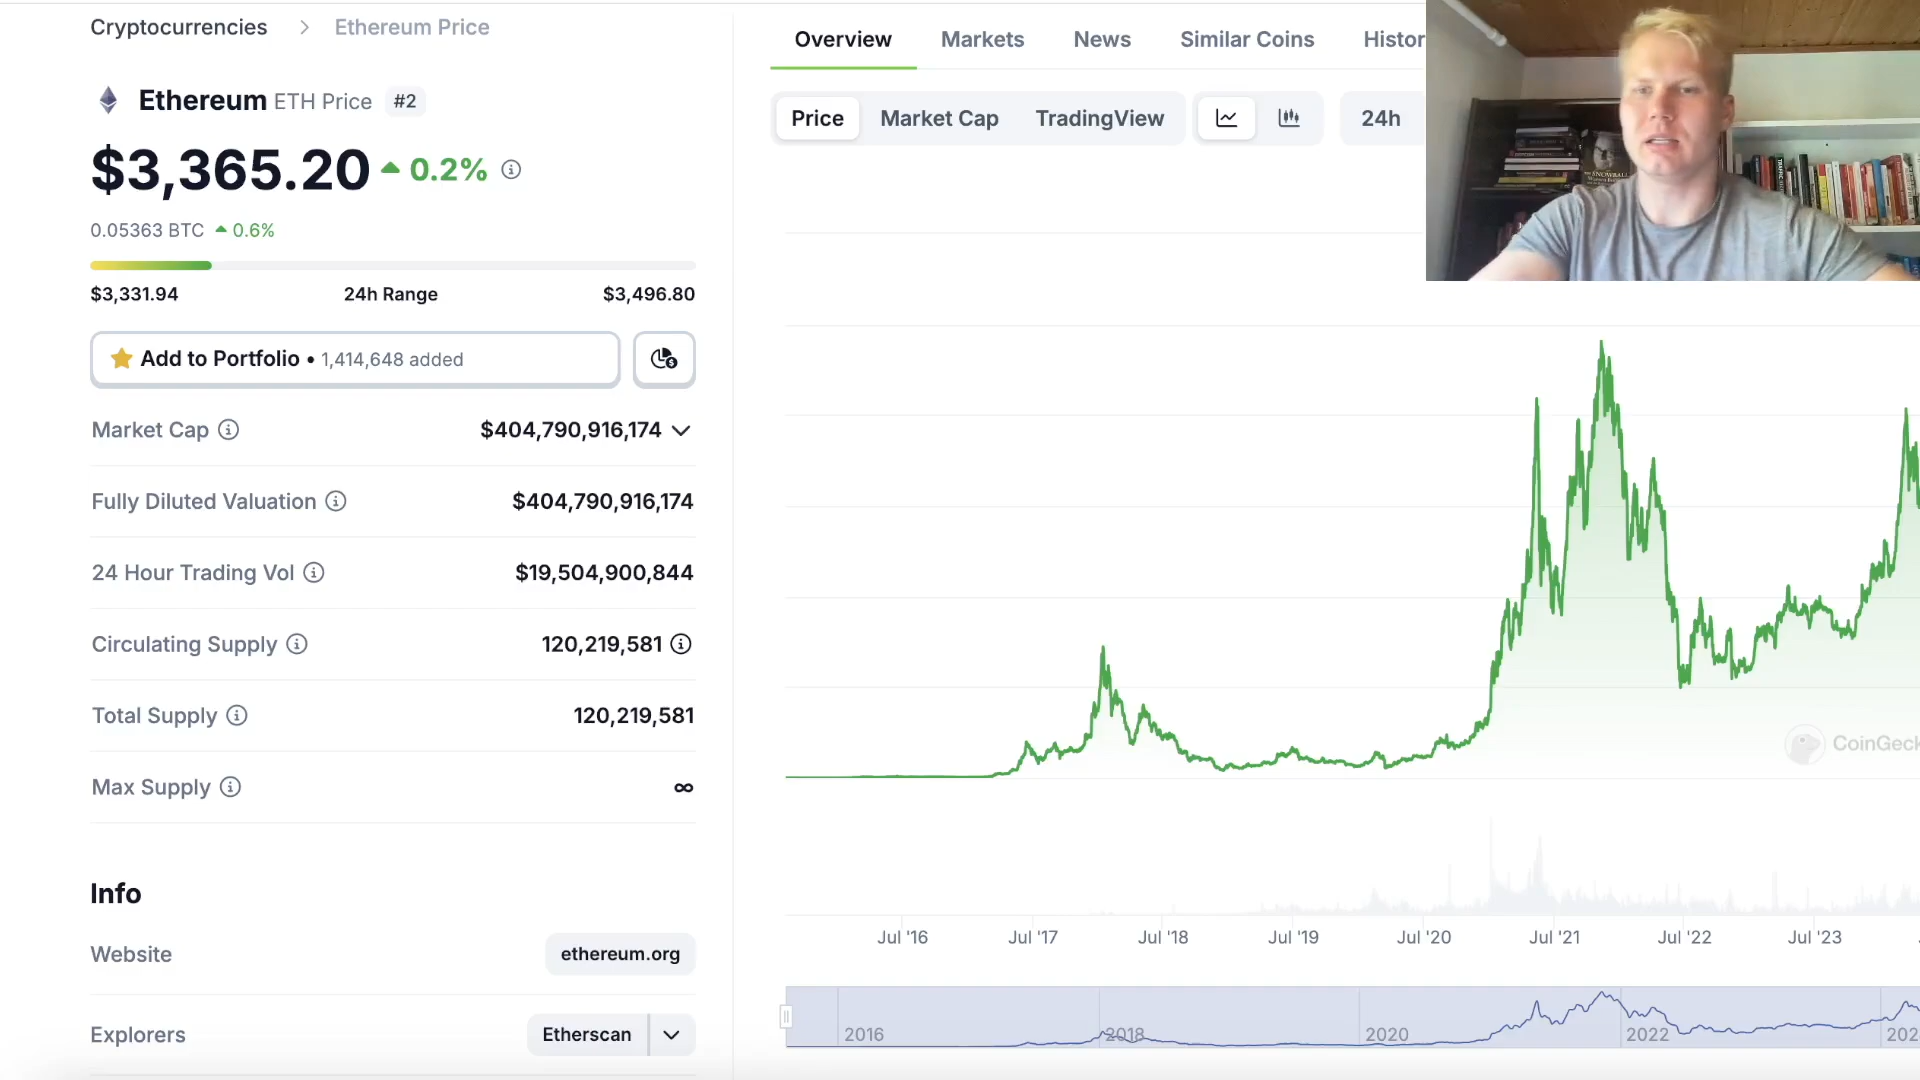 Cryptocurrencies > Ethereum Price
Ethereum ETH Price #2
$3,365.20 0.2%
0.05363 BTC 0.6%
$3,331.94 24h Range $3,496.80
Add to Portfolio • 1,414,648 added
Market Cap $404,790,916,174
Fully Diluted Valuation $404,790,916,174
24 Hour Trading Vol $19,504,900,844
Circulating Supply 120,219,581
Total Supply 120,219,581
Max Supply ∞
Info
Website ethereum.org
Explorers Etherscan
Overview Markets News Similar Coins Histor
Price Market Cap TradingView 24h
SNOWBALL
CoinGeck
Jul '16 Jul '17 Jul '18 Jul '19 Jul '20 Jul '21 Jul '22 Jul '23
2016 2018 2020 2022 202